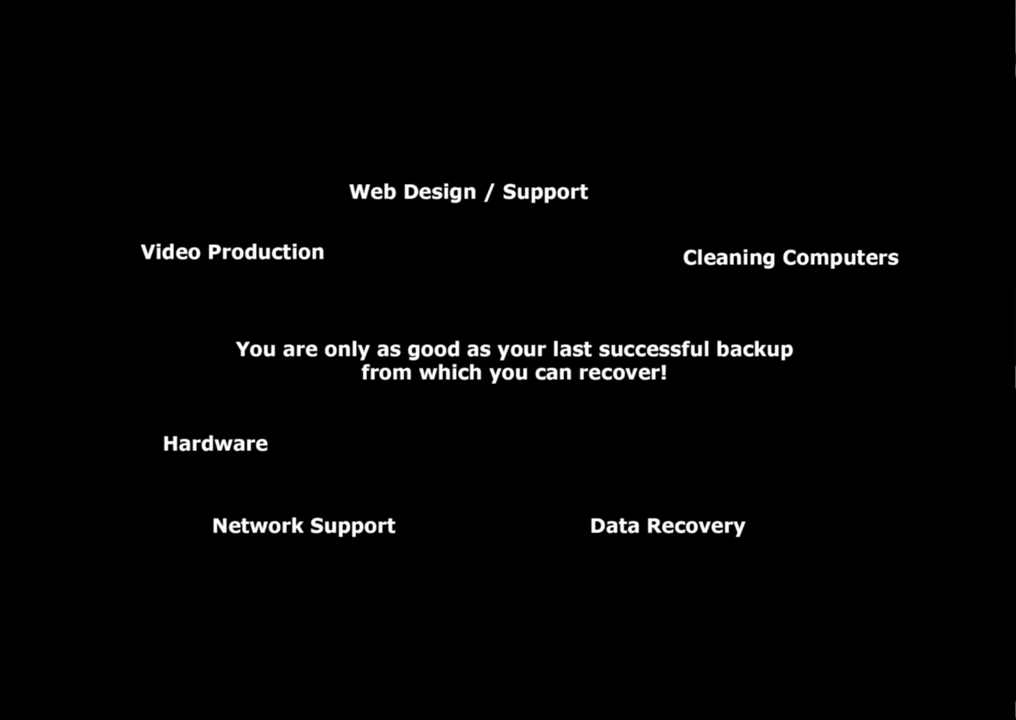 Web Design / Support
Video Production
Cleaning Computers
You are only as good as your last successful backup
from which you can recover!
Hardware
Network Support
Data Recovery